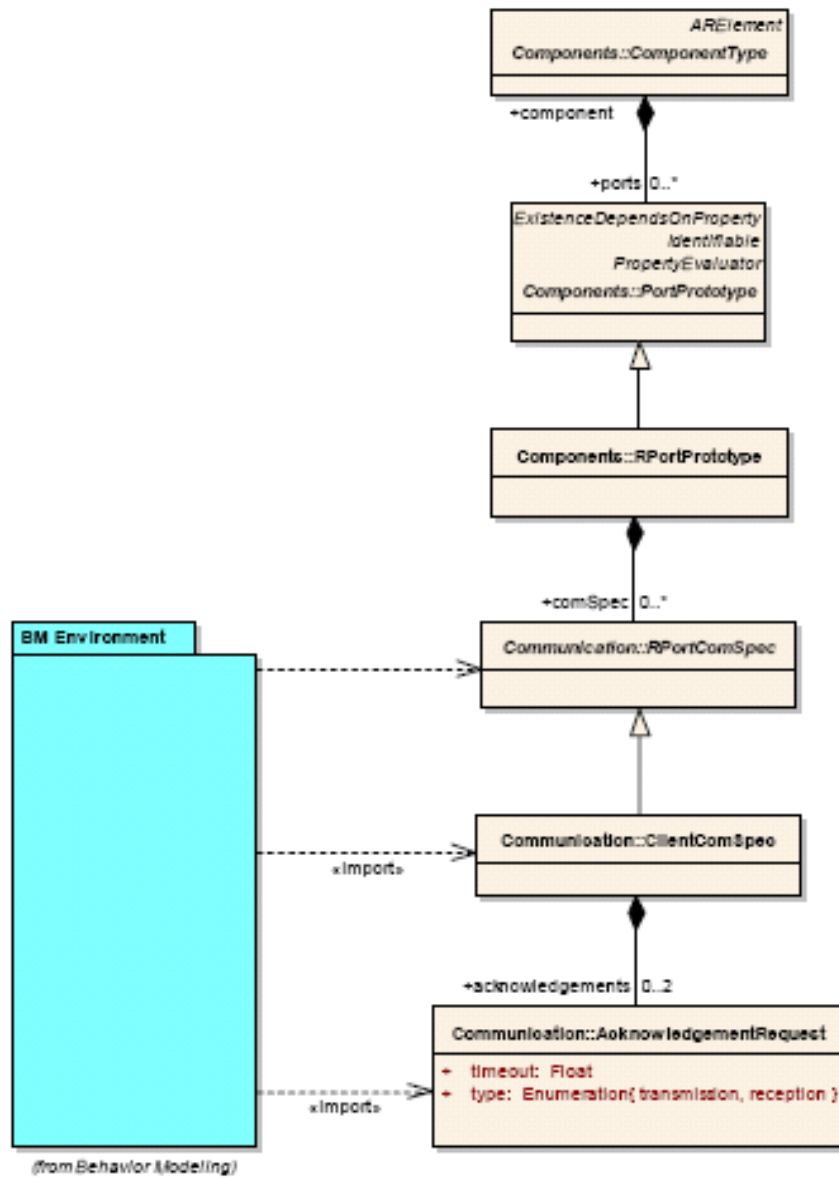 ARElement
Components::ComponentType
+component
+ports 0..*
ExistenceDependsOnProperty
Identifiable
PropertyEvaluator
Components::PortPrototype
Components::RPortPrototype
+comSpec 0..*
BM Environment
Communication::RPortComSpec
Communication::ClientComSpec
«import»
+acknowledgements 0..2
Communication::AcknowledgementRequest
+ timeout: Float
+ type: Enumeration{ transmission, reception }
«import»
(from Behavior Modeling)